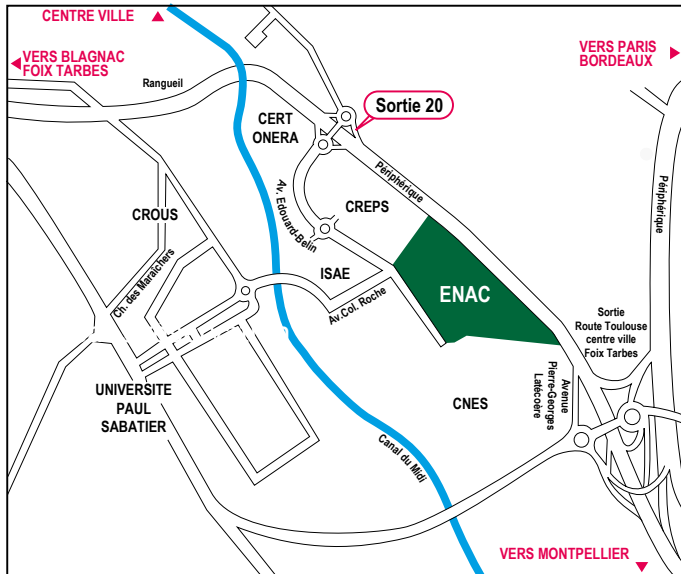 CENTRE VILLE
VERS BLAGNAC
FOIX TARBES
VERS PARIS
BORDEAUX
Rangueil
Sortie 20
CERT
ONERA
Périphérique
Périphérique
CREPS
Av. Edouard-Belin
CROUS
ISAE
ENAC
Ch. des Maraîchers
Av.Col. Roche
Sortie
Route Toulouse
centre ville
Foix Tarbes
Avenue
Pierre-Georges
Latécoère
UNIVERSITE
PAUL
SABATIER
CNES
Canal du Midi
VERS MONTPELLIER